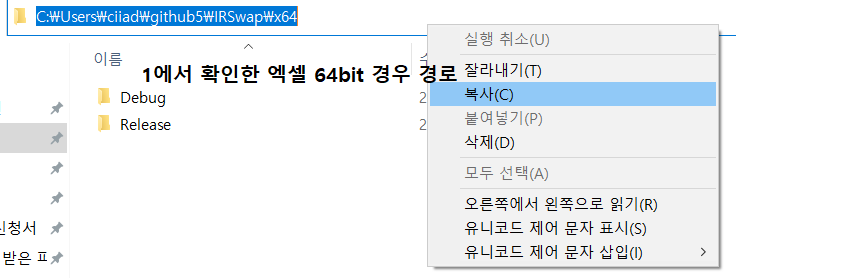 C:₩Users₩ciiad₩github5₩IRSwap₩x64
이름
1에서 확인한 엑셀 64bit 경우 경로
Debug
2
Release
2
신청서
받은 파
실행 취소(U)
잘라내기(T)
복사(C)
붙여넣기(P)
삭제(D)
모두 선택(A)
오른쪽에서 왼쪽으로 읽기(R)
유니코드 제어 문자 표시(S)
유니코드 제어 문자 삽입(I)